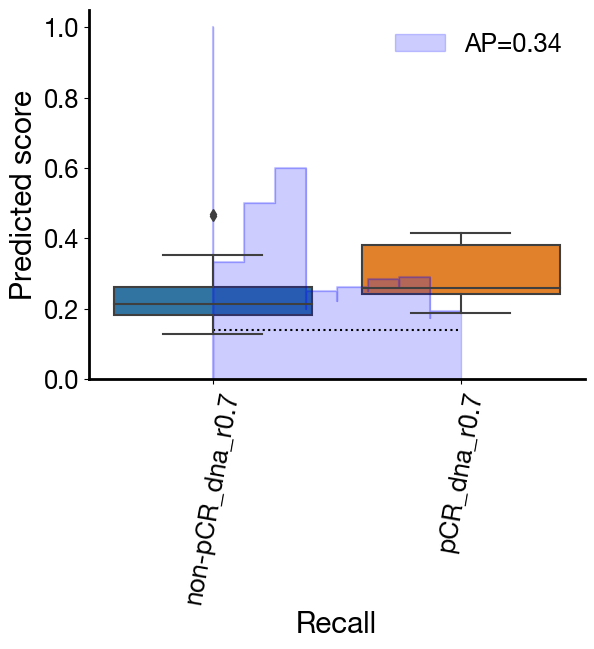 1.0
AP=0.34
0.8
0.6
0.4
0.2
0.0
Predicted score
non-pCR_dna_r0.7
pCR_dna_r0.7
Recall